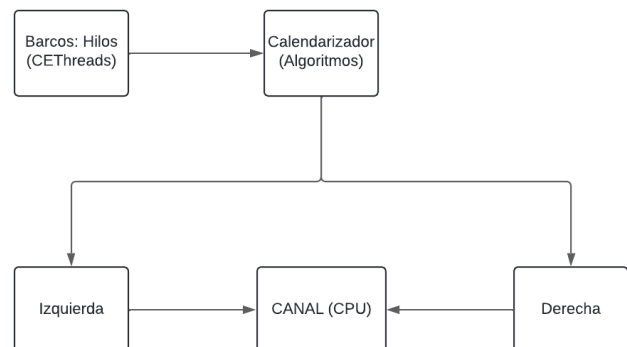 Barcos: Hilos
(CEThreads)
Calendarizador
(Algoritmos)
Izquierda
CANAL (CPU)
Derecha